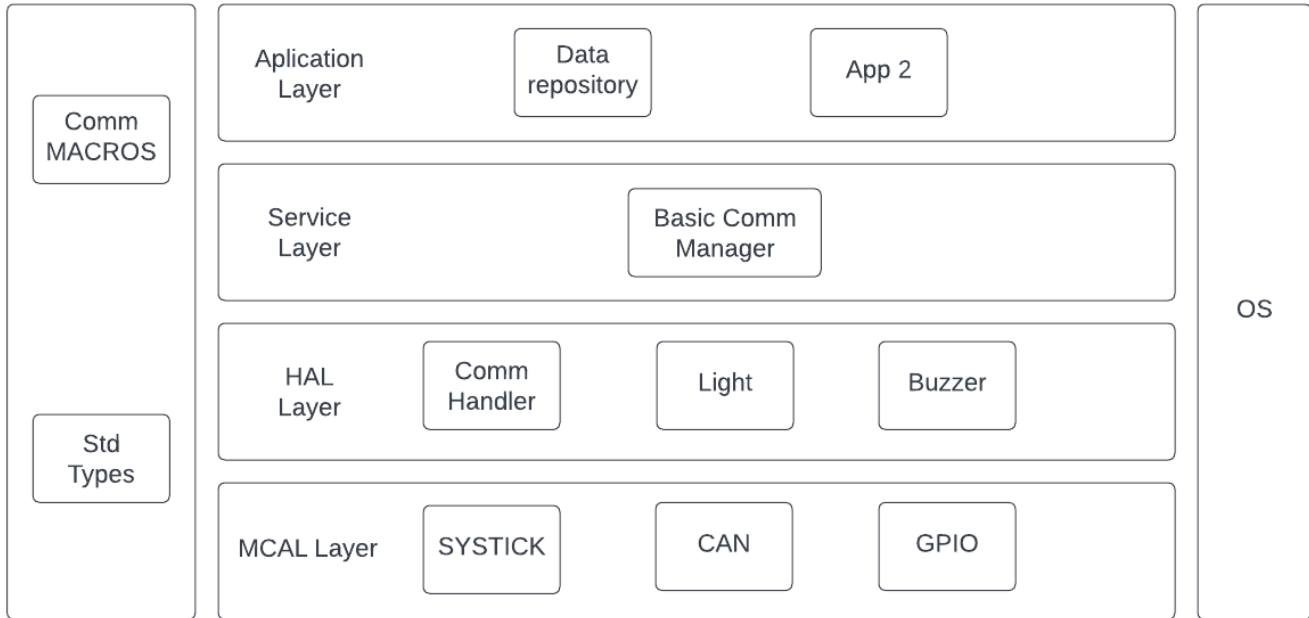 Comm
MACROS
Std
Types
Aplication
Layer
Data
repository
App 2
Service
Layer
Basic Comm
Manager
HAL
Layer
Comm
Handler
Light
Buzzer
MCAL Layer
SYSTICK
CAN
GPIO
OS